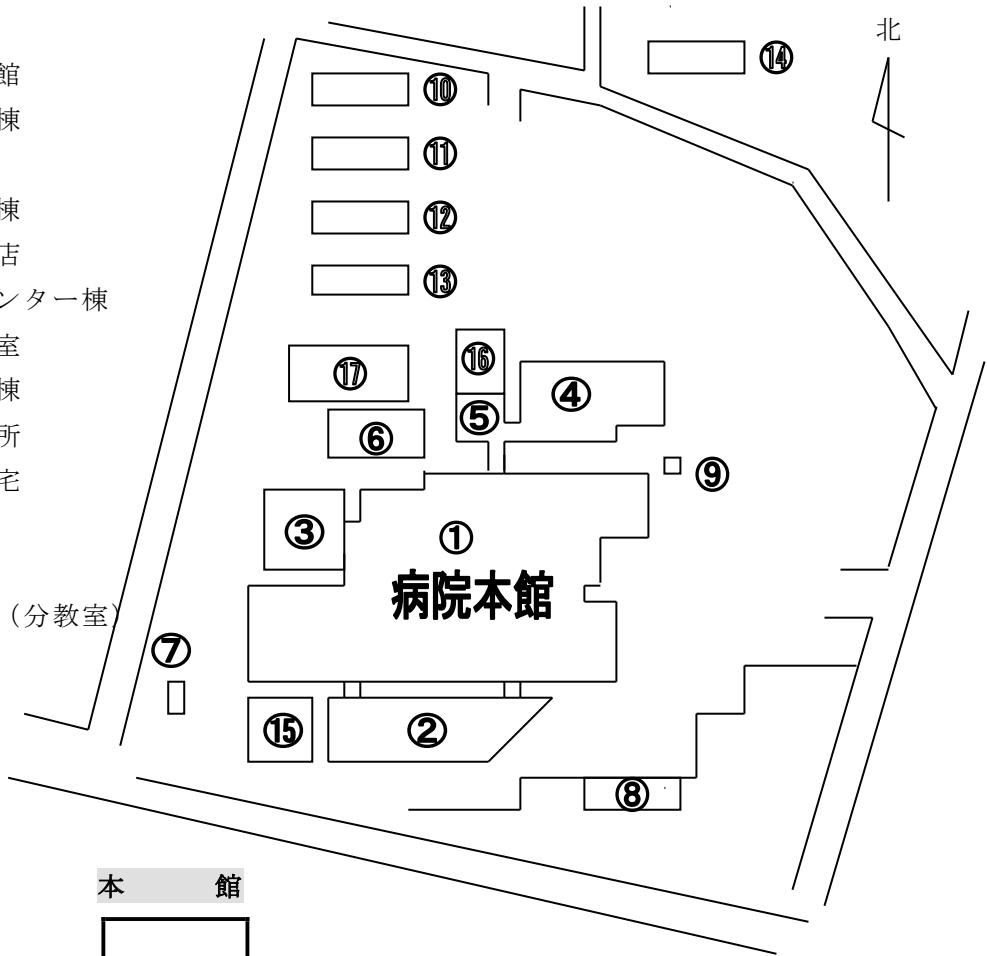 館
棟
棟
店
ンター棟
室
棟
所
宅
（分教室）
北
⑭
⑩
⑪
⑫
⑬
⑯
⑰
④
⑤
⑥
⑨
③
①
病院本館
⑦
⑮
②
⑧
本　館